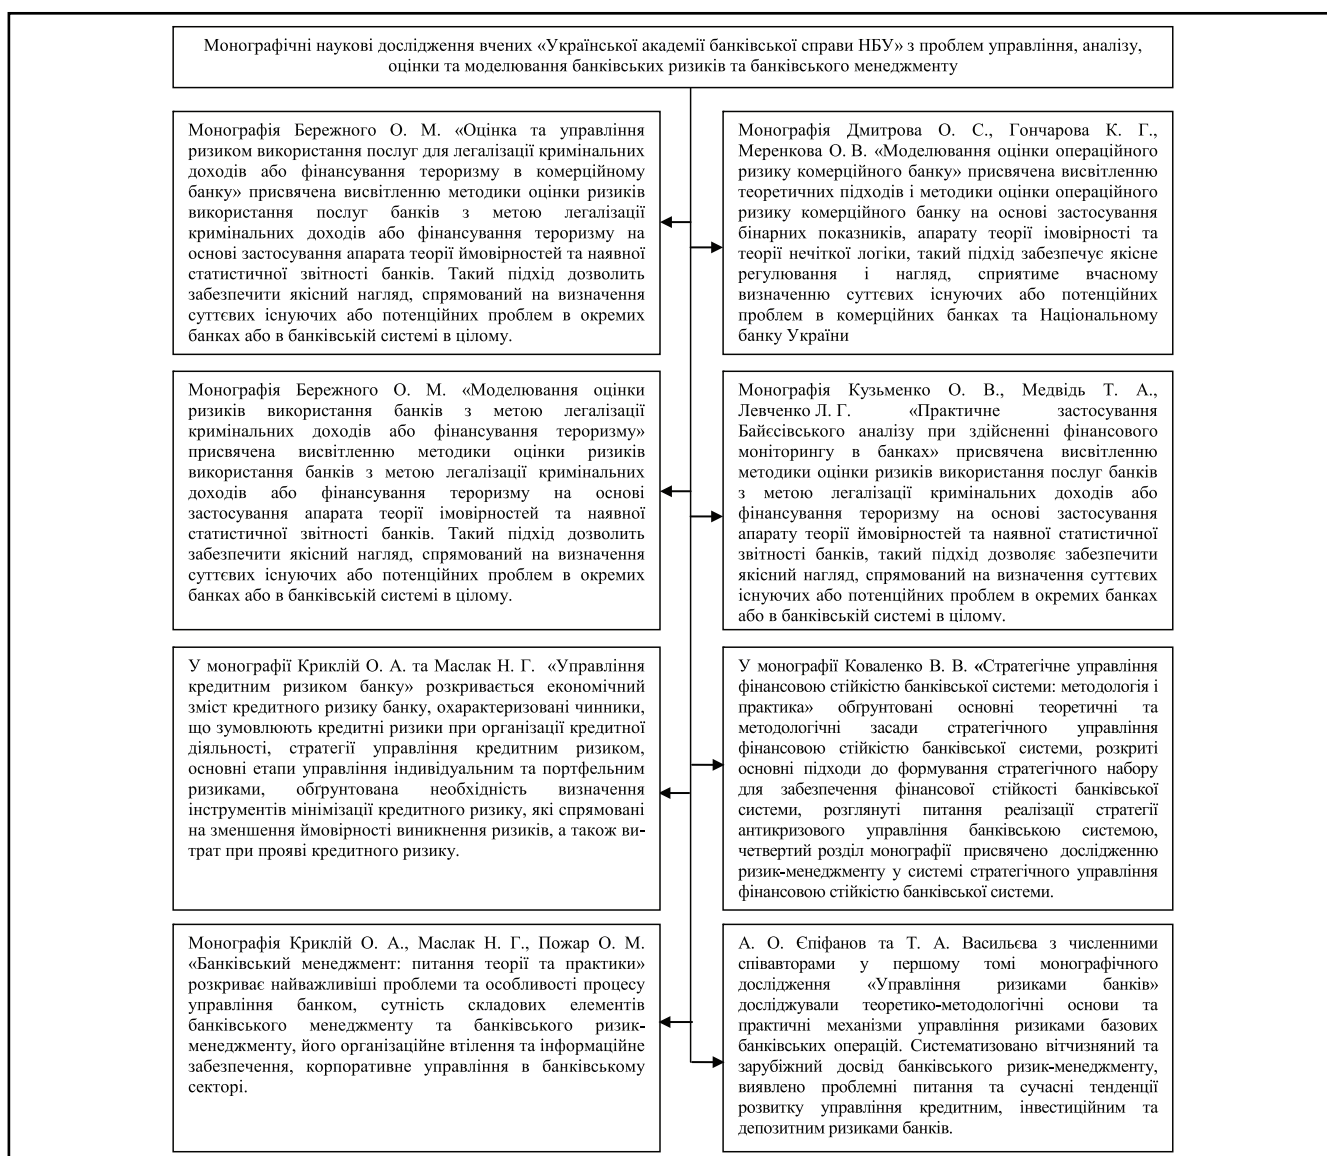 Монографічні наукові дослідження вчених «Української академії банківської справи НБУ» з проблем управління, аналізу,
оцінки та моделювання банківських ризиків та банківського менеджменту
Монографія Бережного О. М. «Оцінка та управління
ризиком використання послуг для легалізації кримінальних
доходів або фінансування тероризму в комерційному
банку» присвячена висвітленню методики оцінки ризиків
використання послуг банків з метою легалізації
кримінальних доходів або фінансування тероризму на
основі застосування апарата теорії ймовірностей та наявної
статистичної звітності банків. Такий підхід дозволить
забезпечити якісний нагляд, спрямований на визначення
суттєвих існуючих або потенційних проблем в окремих
банках або в банківській системі в цілому.
Монографія Дмитрова О. С., Гончарова К. Г.,
Меренкова О. В. «Моделювання оцінки операційного
ризику комерційного банку» присвячена висвітленню
теоретичних підходів і методики оцінки операційного
ризику комерційного банку на основі застосування
бінарних показників, апарату теорії імовірності та
теорії нечіткої логіки, такий підхід забезпечує якісне
регулювання і нагляд, сприятиме вчасному
визначенню суттєвих існуючих або потенційних
проблем в комерційних банках та Національному
банку України
Монографія Бережного О. М. «Моделювання оцінки
ризиків використання банків з метою легалізації
кримінальних доходів або фінансування тероризму»
присвячена висвітленню методики оцінки ризиків
використання банків з метою легалізації кримінальних
доходів або фінансування тероризму на основі
застосування апарата теорії імовірностей та наявної
статистичної звітності банків. Такий підхід дозволить
забезпечити якісний нагляд, спрямований на визначення
суттєвих існуючих або потенційних проблем в окремих
банках або в банківській системі в цілому.
Монографія Кузьменко О. В., Медвідь Т. А.,
Левченко Л. Г. «Практичне застосування
Байєсівського аналізу при здійсненні фінансового
моніторингу в банках» присвячена висвітленню
методики оцінки ризиків використання послуг банків
з метою легалізації кримінальних доходів або
фінансування тероризму на основі застосування
апарату теорії ймовірностей та наявної статистичної
звітності банків, такий підхід дозволяє забезпечити
якісний нагляд, спрямований на визначення суттєвих
існуючих або потенційних проблем в окремих банках
або в банківській системі в цілому.
У монографії Криклій О. А. та Маслак Н. Г. «Управління
кредитним ризиком банку» розкривається економічний
зміст кредитного ризику банку, охарактеризовані чинники,
що зумовлюють кредитні ризики при організації кредитної
діяльності, стратегії управління кредитним ризиком,
основні етапи управління індивідуальним та портфельним
ризиками, обґрунтована необхідність визначення
інструментів мінімізації кредитного ризику, які спрямовані
на зменшення ймовірності виникнення ризиків, а також ви-
трат при прояві кредитного ризику.
У монографії Коваленко В. В. «Стратегічне управління
фінансовою стійкістю банківської системи: методологія і
практика» обґрунтовані основні теоретичні та
методологічні засади стратегічного управління
фінансовою стійкістю банківської системи, розкриті
основні підходи до формування стратегічного набору
для забезпечення фінансової стійкості банківської
системи, розглянуті питання реалізації стратегії
антикризового управління банківською системою,
четвертий розділ монографії присвячено дослідженню
ризик-менеджменту у системі стратегічного управління
фінансовою стійкістю банківської системи.
Монографія Криклій О. А., Маслак Н. Г., Пожар О. М.
«Банківський менеджмент: питання теорії та практики»
розкриває найважливіші проблеми та особливості процесу
управління банком, сутність складових елементів
банківського менеджменту та банківського ризик-
менеджменту, його організаційне втілення та інформаційне
забезпечення, корпоративне управління в банківському
секторі.
А. О. Єпіфанов та Т. А. Васильєва з численними
співавторами у першому томі монографічного
дослідження «Управління ризиками банків»
досліджували теоретико-методологічні основи та
практичні механізми управління ризиками базових
банківських операцій. Систематизовано вітчизняний та
зарубіжний досвід банківського ризик-менеджменту,
виявлено проблемні питання та сучасні тенденції
розвитку управління кредитним, інвестиційним та
депозитним ризиками банків.